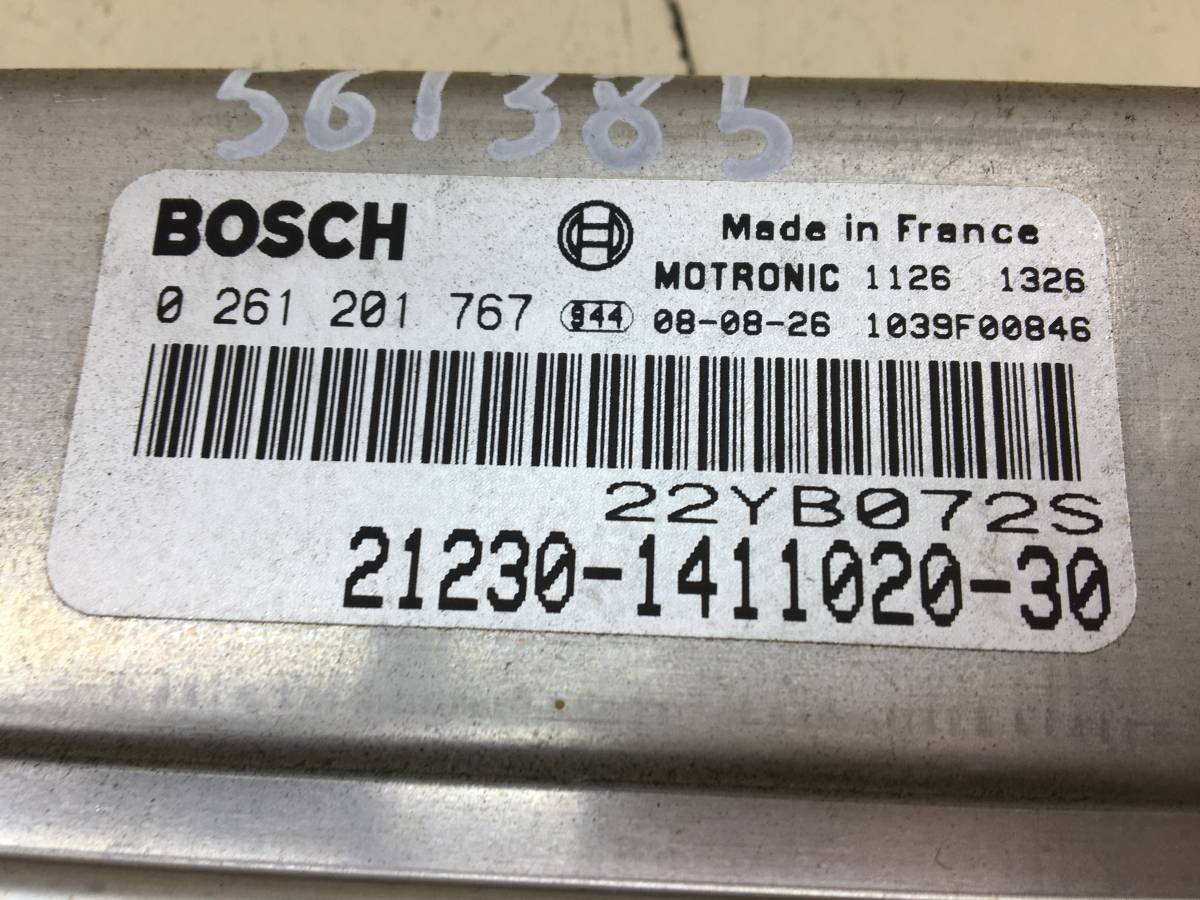 561385
BOSCH
Made in France
MOTRONIC 1126 1326
0 261 201 767 944 08-08-26 1039F00846
22YB072S
21230-1411020-30